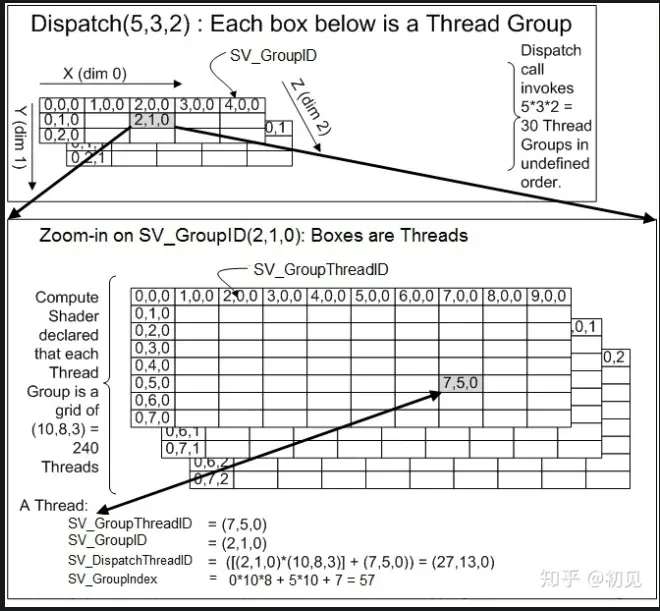 Dispatch(5,3,2) : Each box below is a Thread Group
X (dim 0)
SV_GroupID
Z (dim 2)
Y (dim 1)
0,0,0 1,0,0 2,0,0 3,0,0 4,0,0
0,1,0 2,1,0
0,2,0
0,1
0,2,1
Dispatch
call
invokes
5*3*2 =
30 Thread
Groups in
undefined
order.
Zoom-in on SV_GroupID(2,1,0): Boxes are Threads
SV_GroupThreadID
Compute
Shader
declared
that each
Thread
Group is a
grid of
(10,8,3) =
240
Threads
0,0,0 1,0,0 2,0,0 3,0,0 4,0,0 5,0,0 6,0,0 7,0,0 8,0,0 9,0,0
0,1,0
0,2,0
0,3,0
0,4,0
0,5,0 7,5,0
0,6,0
0,7,0
,0,1
0,6,1
0,7,1
0,2
0,6,2
0,7,2
A Thread:
SV_GroupThreadID = (7,5,0)
SV_GroupID = (2,1,0)
SV_DispatchThreadID = ([(2,1,0)*(10,8,3)] + (7,5,0)) = (27,13,0)
SV_GroupIndex = 0*10*8 + 5*10 + 7 = 57
知乎 @初见